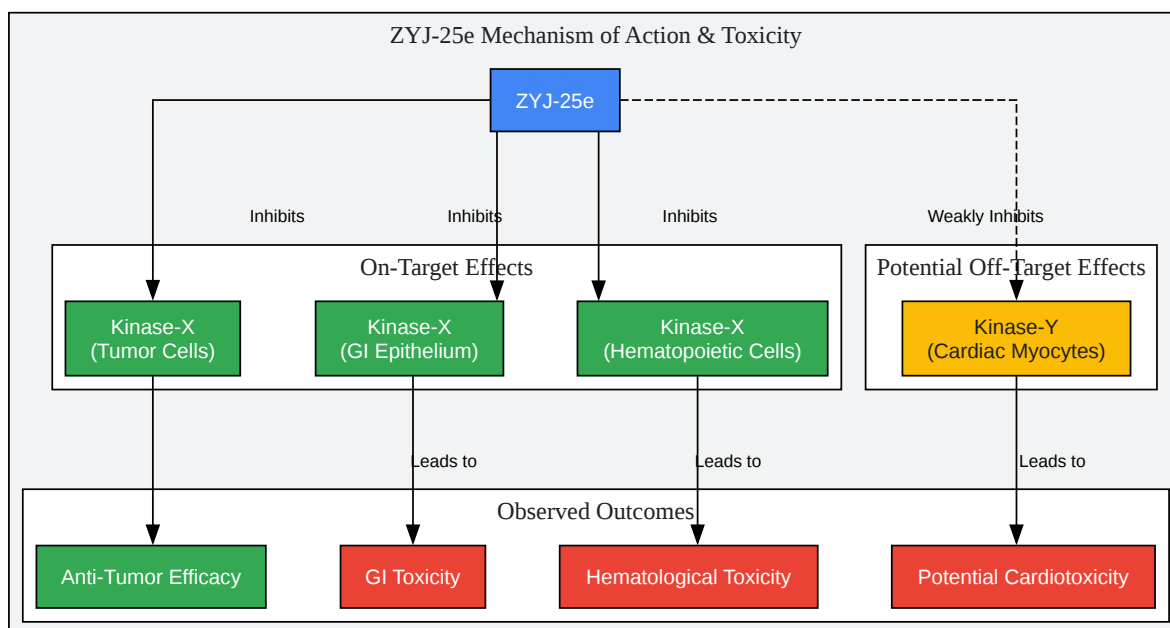 ZYJ-25e Mechanism of Action & Toxicity
ZYJ-25e
Inhibits
Inhibits
Inhibits
Weakly Inhibits
On-Target Effects
Potential Off-Target Effects
Kinase-X
(Tumor Cells)
Kinase-X
(GI Epithelium)
Kinase-X
(Hematopoietic Cells)
Kinase-Y
(Cardiac Myocytes)
Leads to
Leads to
Leads to
Observed Outcomes
Anti-Tumor Efficacy
GI Toxicity
Hematological Toxicity
Potential Cardiotoxicity